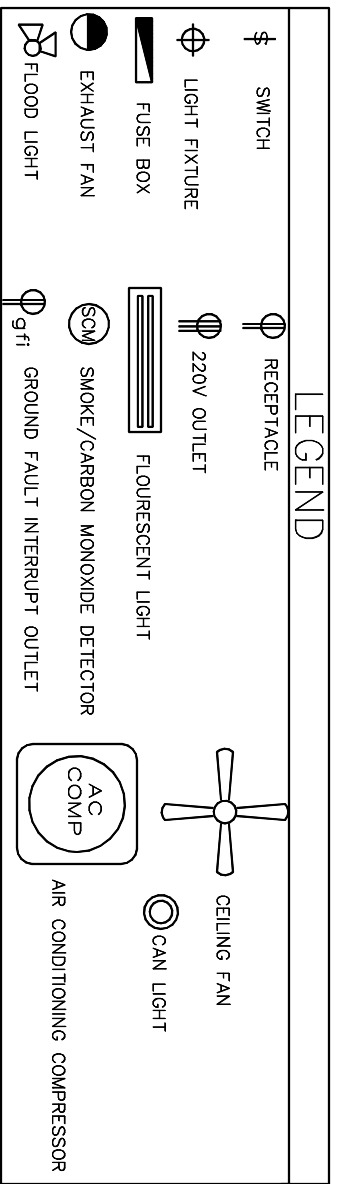 LEGEND
$ SWITCH
LIGHT FIXTURE
FUSE BOX
EXHAUST FAN
FLOOD LIGHT
RECEPTACLE
220V OUTLET
FLOURESCENT LIGHT
SCM SMOKE/CARBON MONOXIDE DETECTOR
gfi GROUND FAULT INTERRUPT OUTLET
CEILING FAN
CAN LIGHT
AC
COMP
AIR CONDITIONING COMPRESSOR